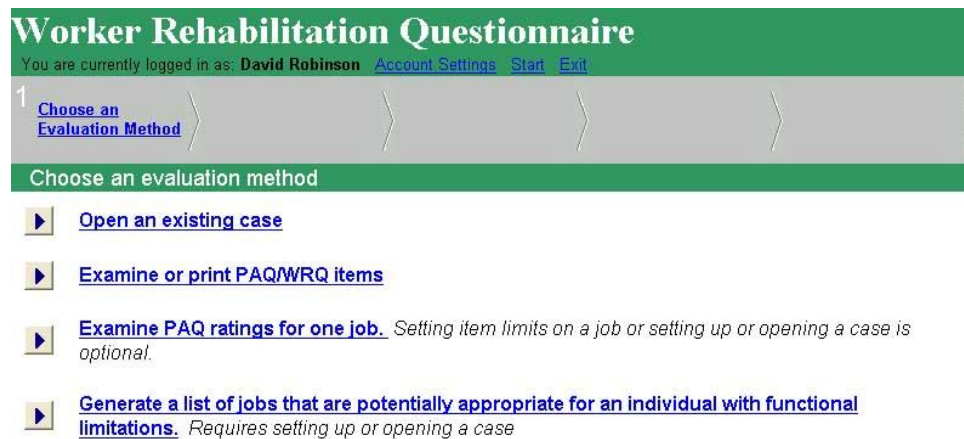 Worker Rehabilitation Questionnaire
You are currently logged in as: David Robinson Account Settings Start Exit
1
Choose an
Evaluation Method
Choose an evaluation method
Open an existing case
Examine or print PAQ/WRQ items
Examine PAQ ratings for one job. Setting item limits on a job or setting up or opening a case is
optional.
Generate a list of jobs that are potentially appropriate for an individual with functional
limitations. Requires setting up or opening a case